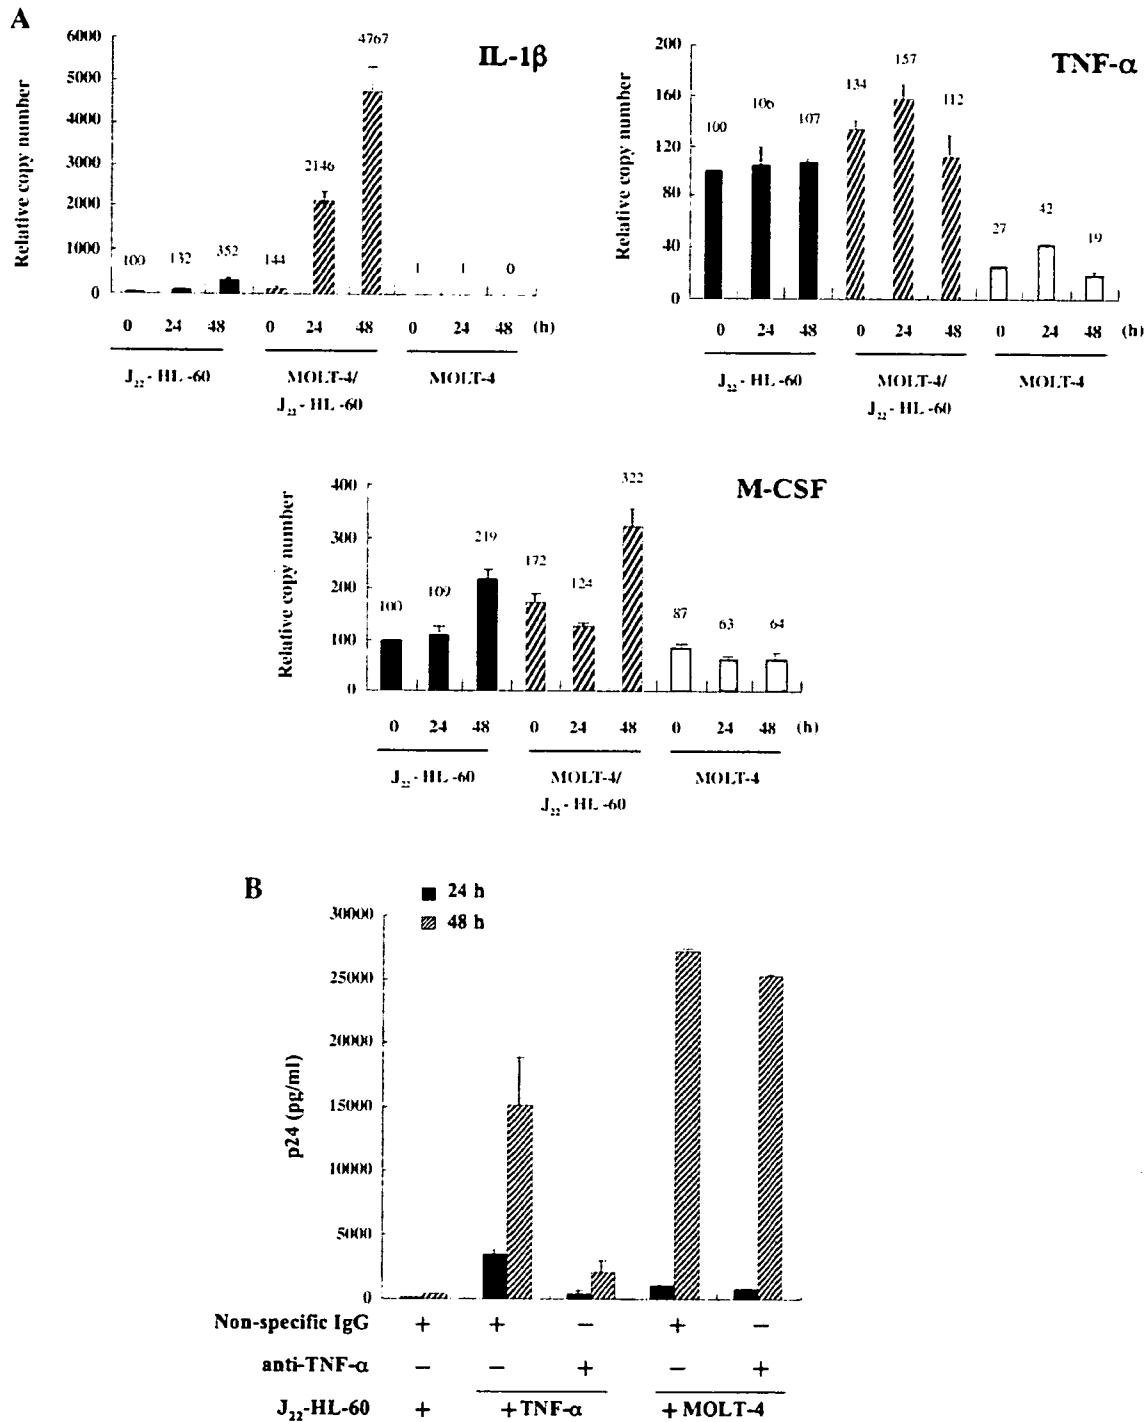 A
IL-1β
Relative copy number
6000
5000
4000
3000
2000
1000
0
100 132 352 144 2146 4767 1 1 0
0 24 48 0 24 48 0 24 48 (h)
J22-HL-60 MOLT-4/ MOLT-4
J22-HL-60
TNF-α
Relative copy number
200
160
120
80
40
0
100 106 107 134 157 112 27 42 19
0 24 48 0 24 48 0 24 48 (h)
J22-HL-60 MOLT-4/ MOLT-4
J22-HL-60
M-CSF
Relative copy number
400
300
200
100
0
100 109 219 172 124 322 87 63 64
0 24 48 0 24 48 0 24 48 (h)
J22-HL-60 MOLT-4/ MOLT-4
J22-HL-60
B
24 h
48 h
p24 (pg/ml)
30000
25000
20000
15000
10000
5000
0
Non-specific IgG + + − + −
anti-TNF-α − − + − +
J22-HL-60 + +TNF-α +MOLT-4